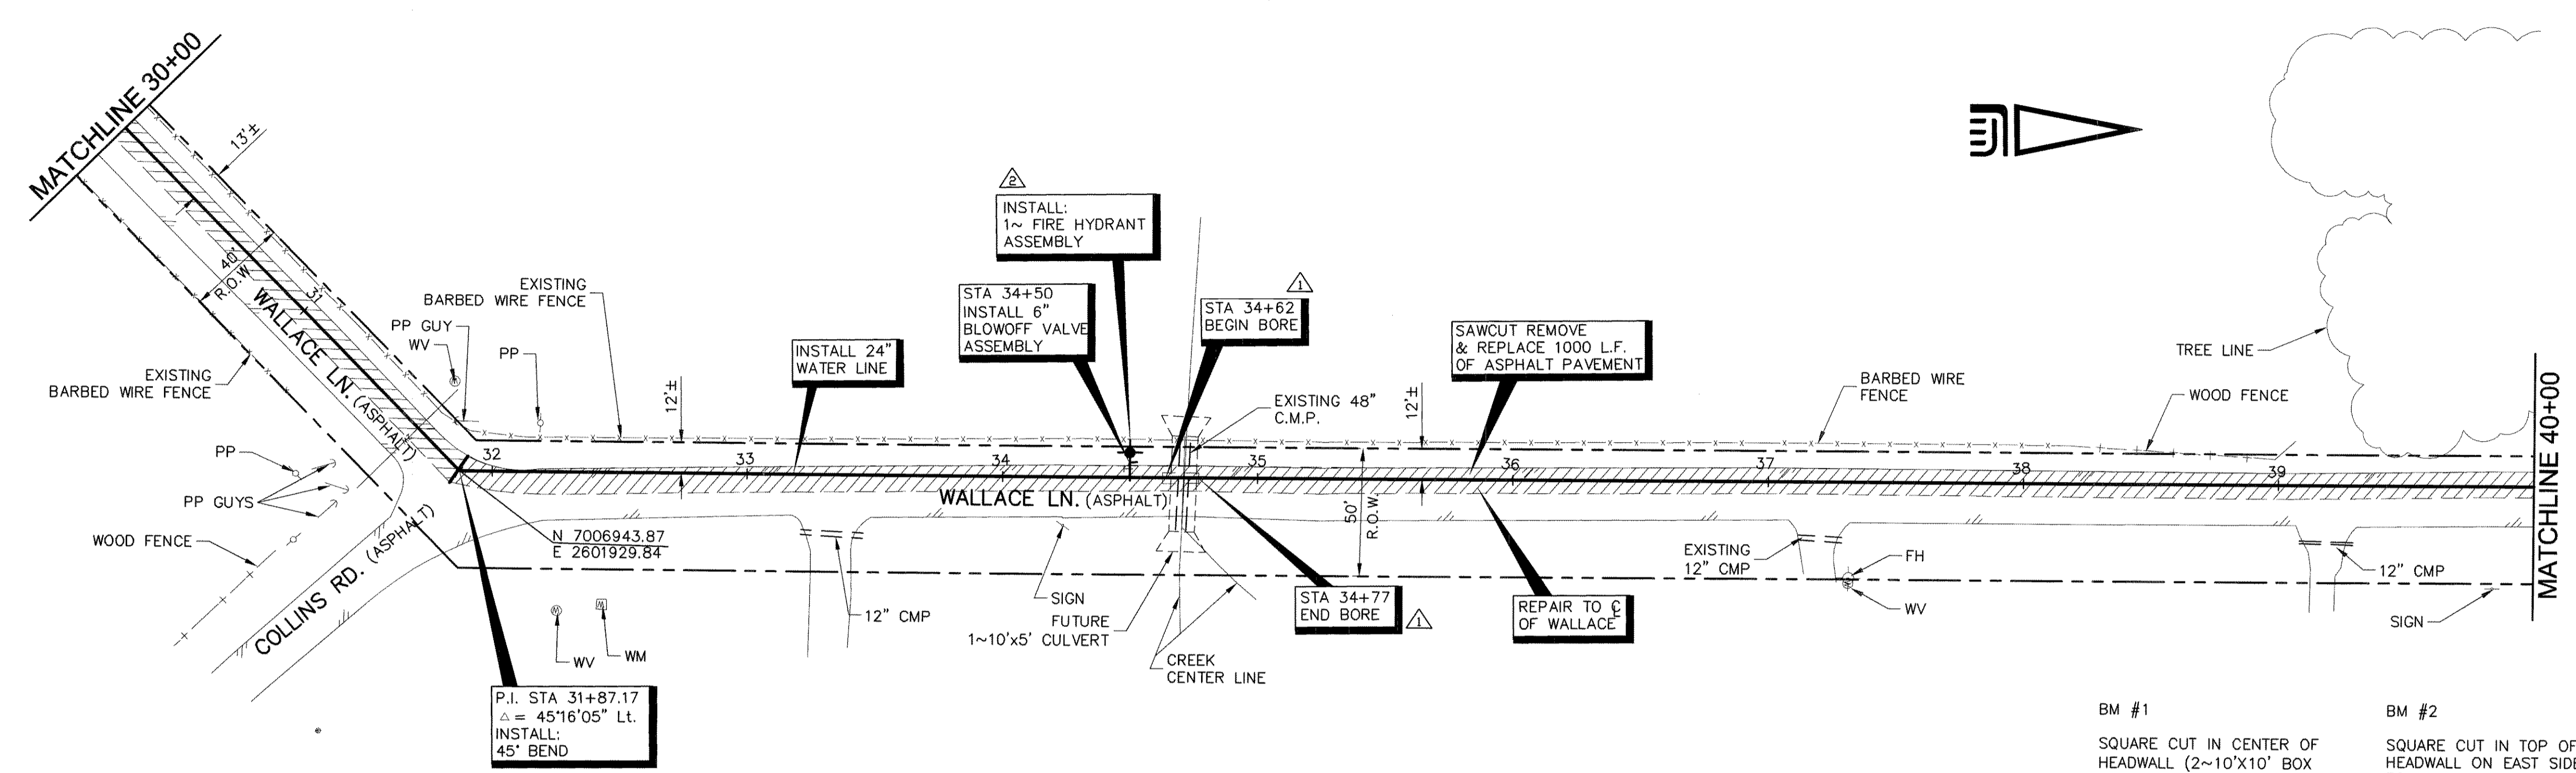 MATCHLINE 30+00
13'±
40'
R.O.W.
31
WALLACE LN. (ASPHALT)
EXISTING
BARBED WIRE FENCE
EXISTING
BARBED WIRE FENCE
PP GUY
WV
PP
PP
PP GUYS
WOOD FENCE
COLLINS RD. (ASPHALT)
32
N 7006943.87
E 2601929.84
WV
WM
P.I. STA 31+87.17
△= 45°16'05" Lt.
INSTALL:
45° BEND
12'±
33
INSTALL 24"
WATER LINE
12" CMP
2
INSTALL:
1~ FIRE HYDRANT
ASSEMBLY
STA 34+50
INSTALL 6"
BLOWOFF VALVE
ASSEMBLY
34
WALLACE LN. (ASPHALT)
1
STA 34+62
BEGIN BORE
EXISTING 48"
C.M.P.
35
SIGN
FUTURE
1~10'x5' CULVERT
CREEK
CENTER LINE
50'
R.O.W.
STA 34+77
END BORE
1
12'±
SAWCUT REMOVE
& REPLACE 1000 L.F.
OF ASPHALT PAVEMENT
36
REPAIR TO ℄
OF WALLACE
BARBED WIRE
FENCE
37
EXISTING
12" CMP
FH
WV
38
WOOD FENCE
TREE LINE
39
12" CMP
SIGN
MATCHLINE 40+00
BM #1
SQUARE CUT IN CENTER OF
HEADWALL (2~10'X10' BOX
BM #2
SQUARE CUT IN TOP OF
HEADWALL ON EAST SIDE